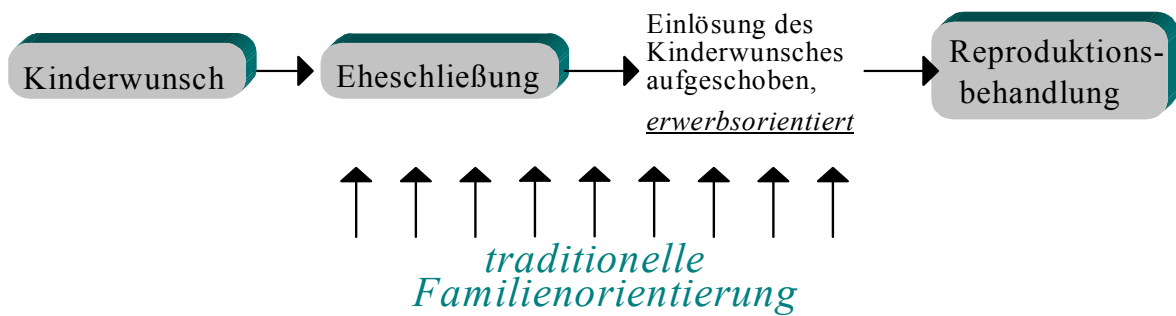 Kinderwunsch
Eheschließung
Einlösung des
Kinderwunsches
aufgeschoben,
erwerbsorientiert
Reproduktions-
behandlung
traditionelle
Familienorientierung